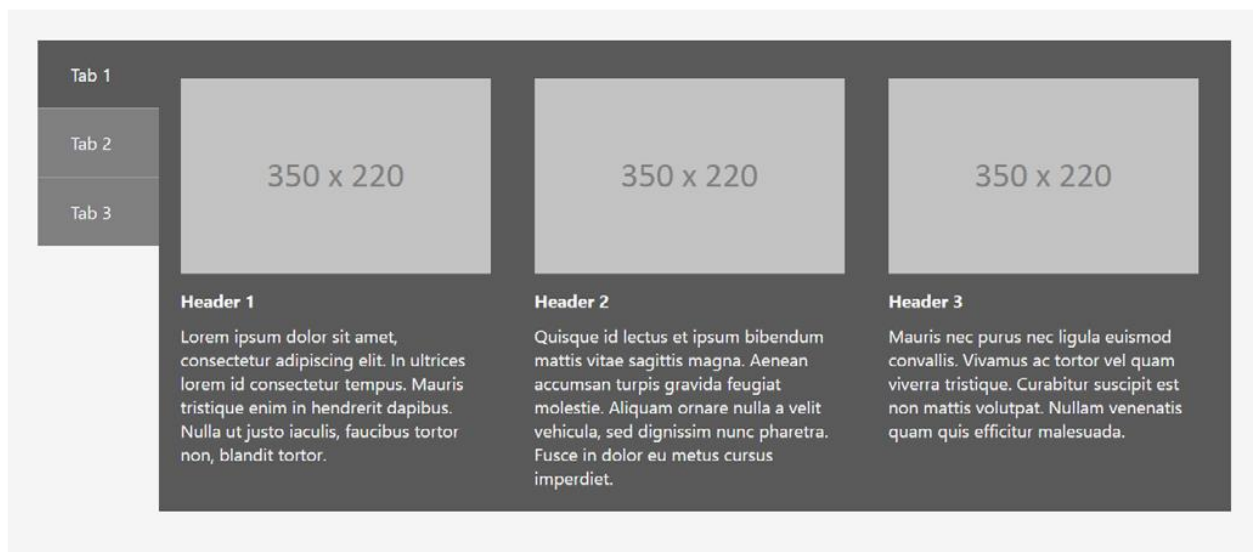 Tab 1
Tab 2
Tab 3
350 x 220
Header 1
Lorem ipsum dolor sit amet,
consectetur adipiscing elit. In ultrices
lorem id consectetur tempus. Mauris
tristique enim in hendrerit dapibus.
Nulla ut justo iaculis, faucibus tortor
non, blandit tortor.
350 x 220
Header 2
Quisque id lectus et ipsum bibendum
mattis vitae sagittis magna. Aenean
accumsan turpis gravida feugiat
molestie. Aliquam ornare nulla a velit
vehicula, sed dignissim nunc pharetra.
Fusce in dolor eu metus cursus
imperdiet.
350 x 220
Header 3
Mauris nec purus nec ligula euismod
convallis. Vivamus ac tortor vel quam
viverra tristique. Curabitur suscipit est
non mattis volutpat. Nullam venenatis
quam quis efficitur malesuada.